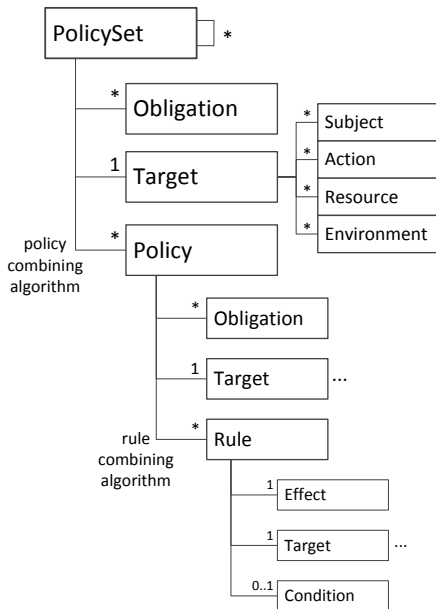 PolicySet
*
* Obligation
1 Target
* Subject
* Action
* Resource
* Environment
* Policy
policy
combining
algorithm
* Obligation
1 Target ...
* Rule
rule
combining
algorithm
1 Effect
1 Target ...
0..1 Condition